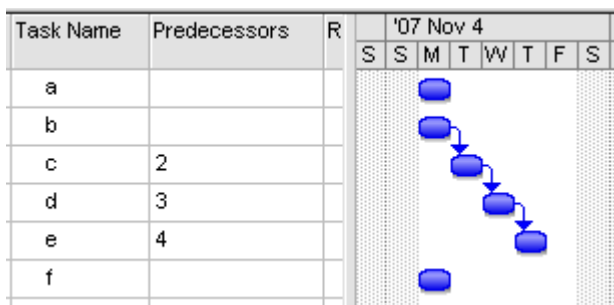 Task Name Predecessors R '07 Nov 4
S S M T W T F S
a
b
c 2
d 3
e 4
f